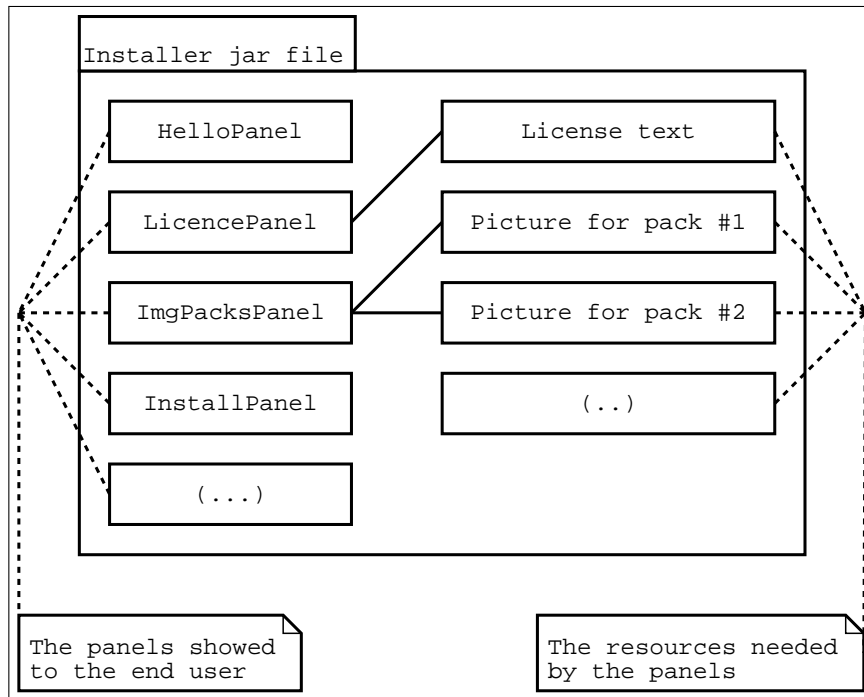 Installer jar file
HelloPanel
License text
LicencePanel
Picture for pack #1
ImgPacksPanel
Picture for pack #2
InstallPanel
(..)
(...)
The panels showed
to the end user
The resources needed
by the panels